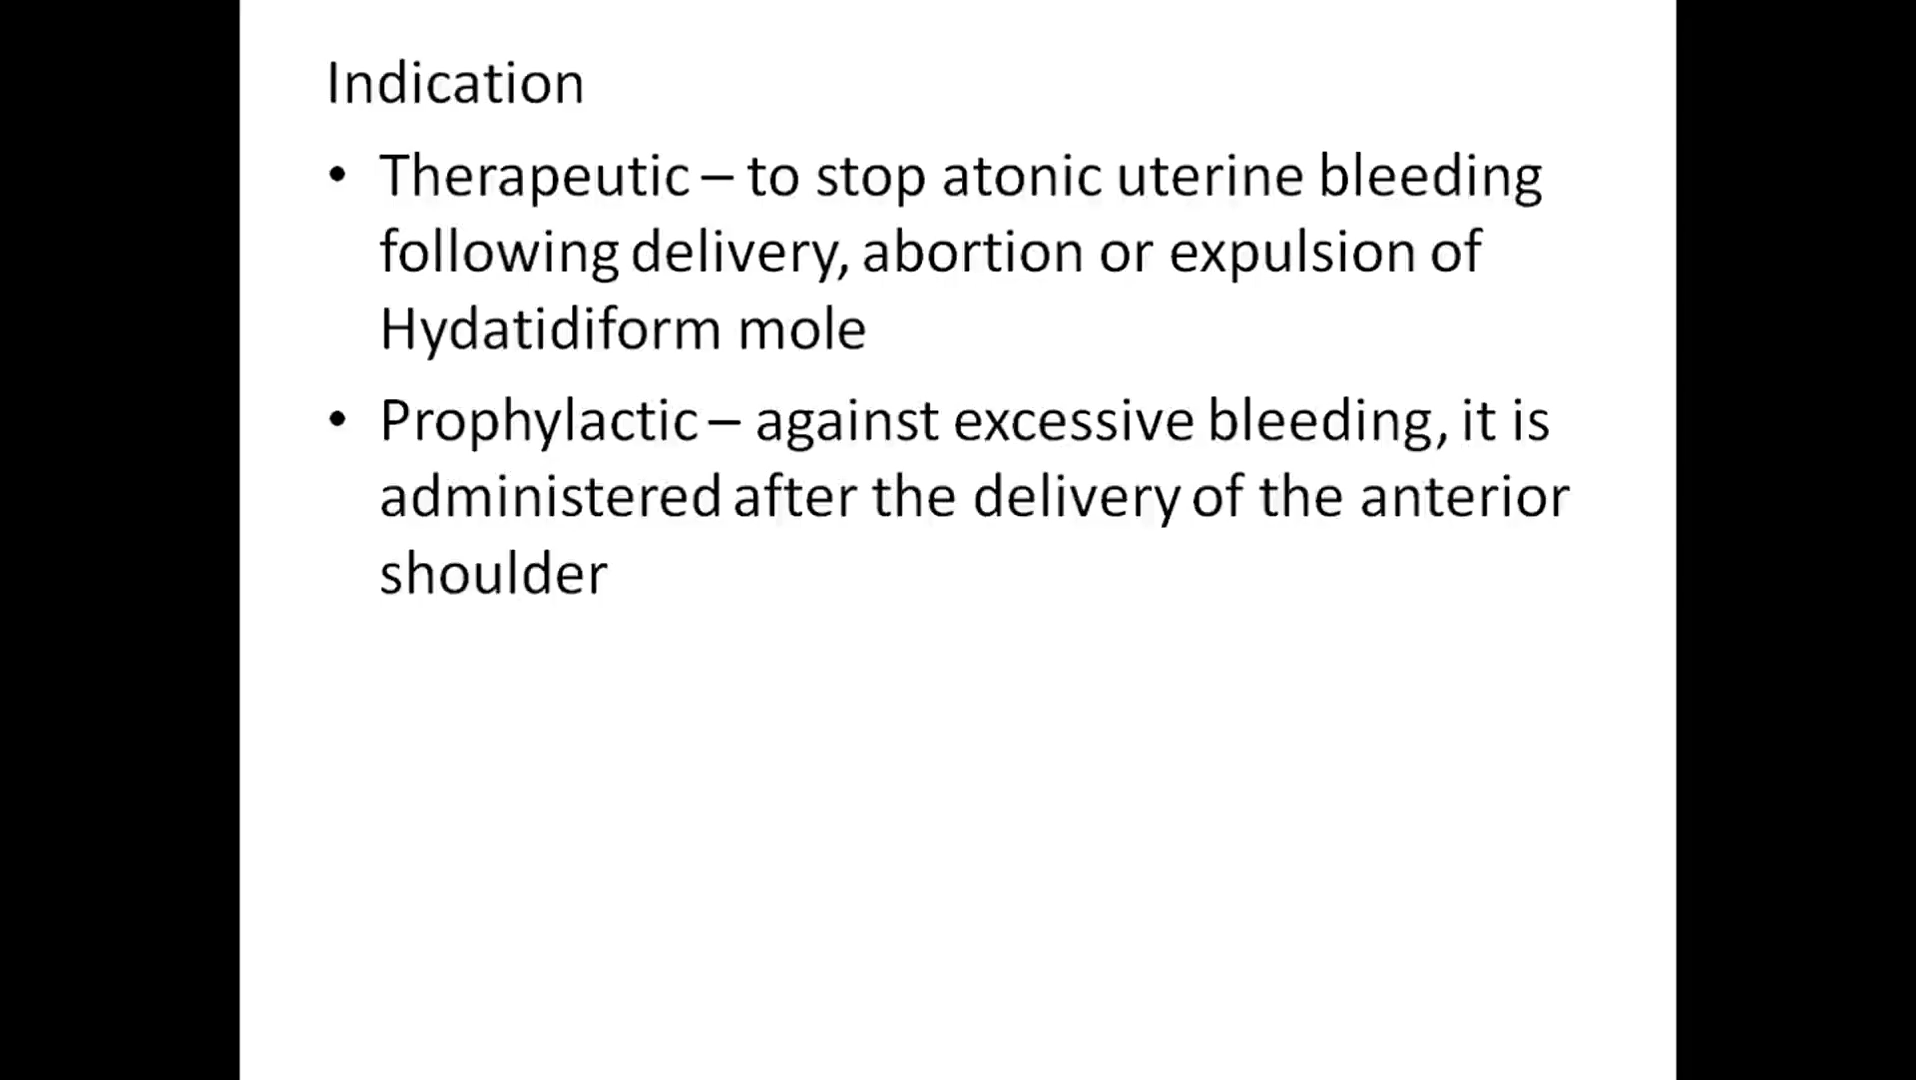 Indication
• Therapeutic – to stop atonic uterine bleeding
following delivery, abortion or expulsion of
Hydatidiform mole
• Prophylactic – against excessive bleeding, it is
administered after the delivery of the anterior
shoulder